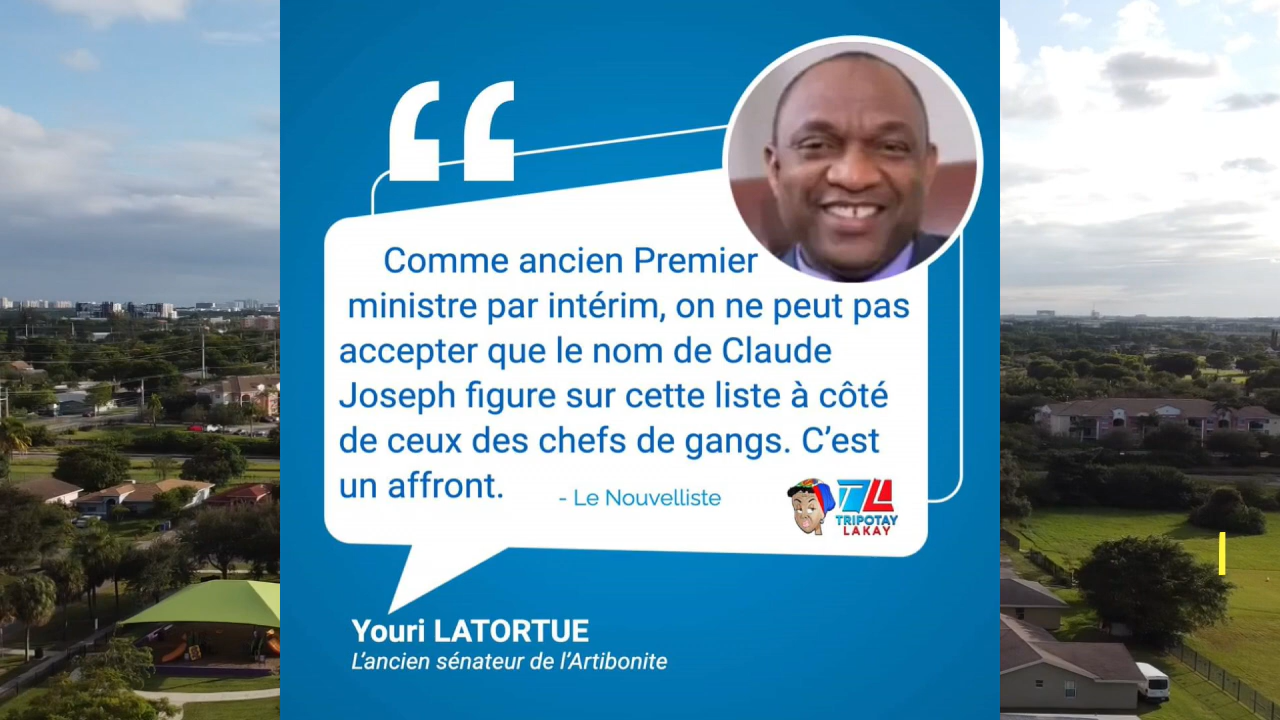 Comme ancien Premier
ministre par intérim, on ne peut pas
accepter que le nom de Claude
Joseph figure sur cette liste à côté
de ceux des chefs de gangs. C’est
un affront.
- Le Nouvelliste
TL
TRIPOTAY
LAKAY
Youri LATORTUE
L’ancien sénateur de l’Artibonite